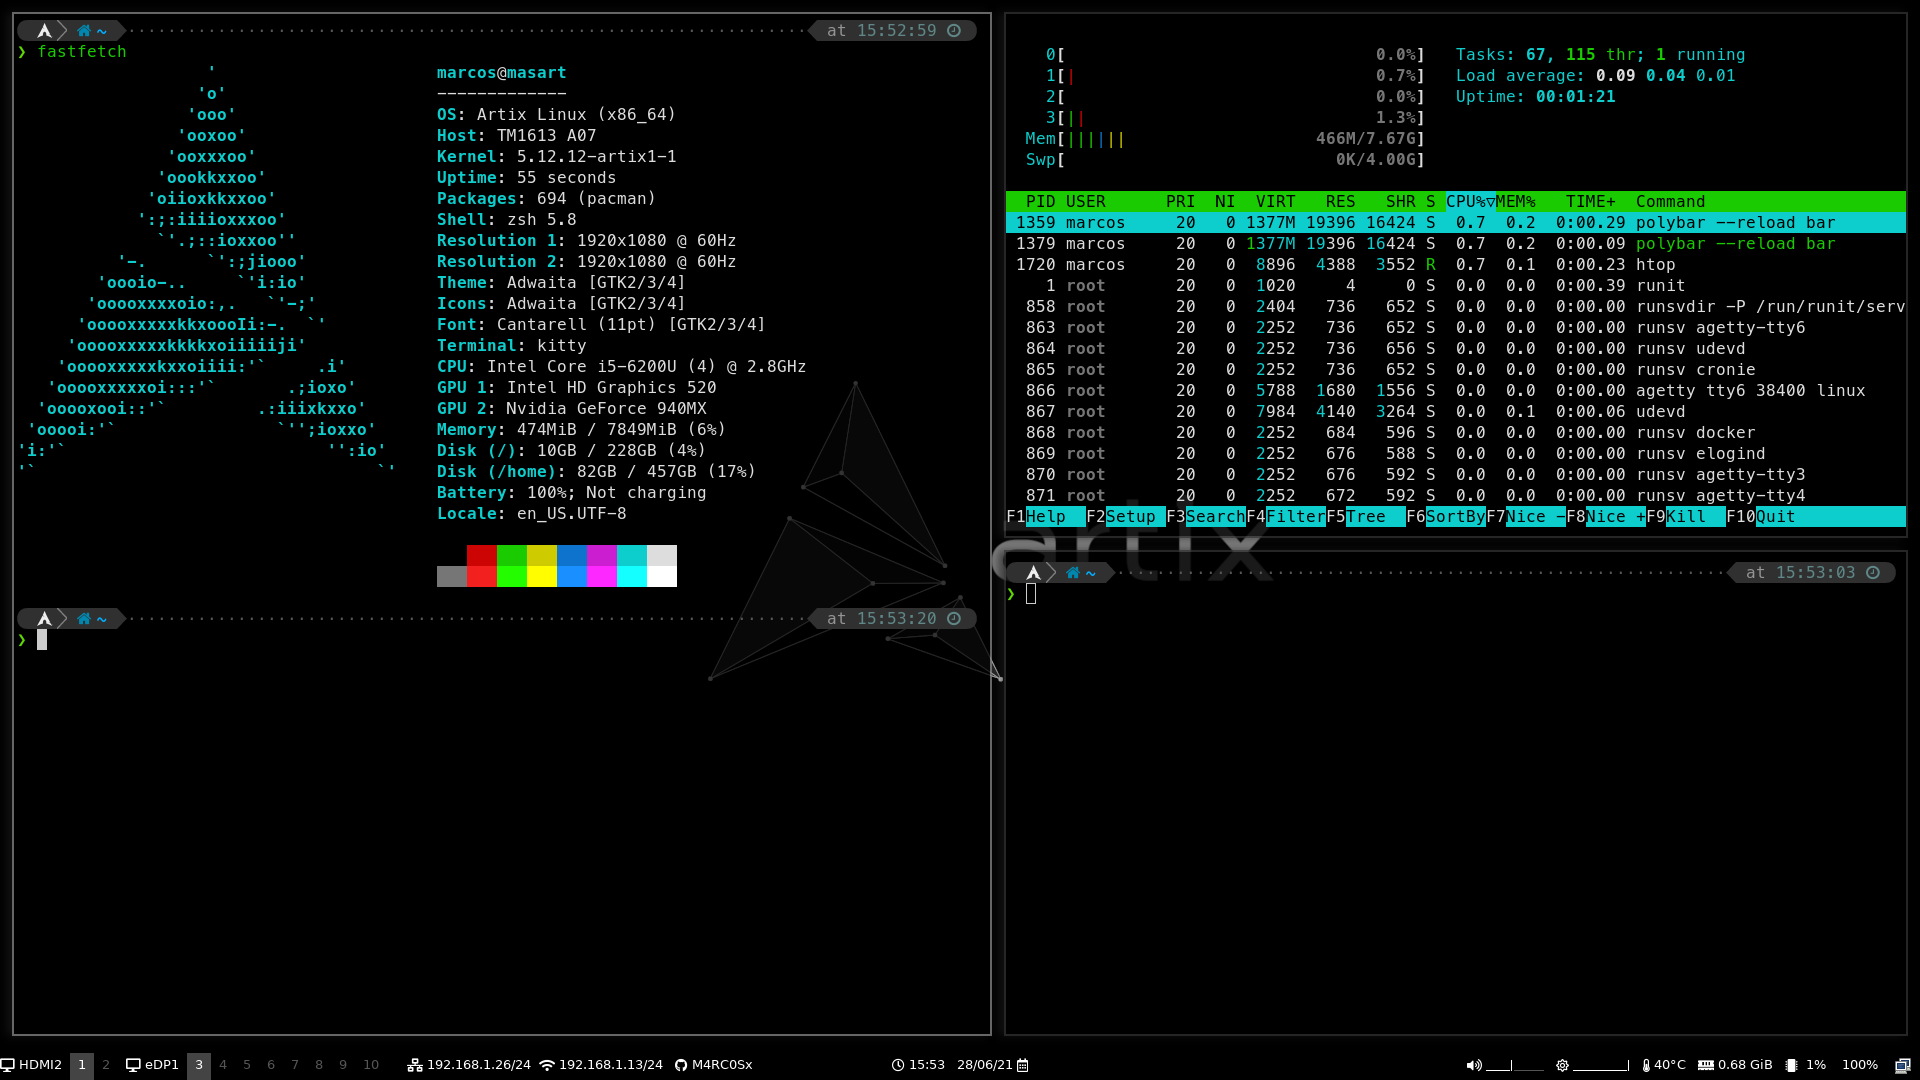 ~ at 15:52:59
❯ fastfetch
'
'o'
'ooo'
'ooxoo'
'ooxxxoo'
'oookkxxoo'
'oiioxkkxxoo'
':;:iiiioxxxoo'
`'.;::ioxxoo''
'-. `':;jiooo'
'oooio-.. `'i:io'
'ooooxxxxoio:,. `'-;'
'ooooxxxxxkkxoooIi:-. `'
'ooooxxxxxkkkkxoiiiiiji'
'ooooxxxxxkxxoiiii:'` .i'
'ooooxxxxxoi:::'` .;ioxo'
'ooooxooi::'` .:iiixkxxo'
'ooooi:'` `'';ioxxo'
'i:'` '':io'
'` `'
marcos@masart
-------------
OS: Artix Linux (x86_64)
Host: TM1613 A07
Kernel: 5.12.12-artix1-1
Uptime: 55 seconds
Packages: 694 (pacman)
Shell: zsh 5.8
Resolution 1: 1920x1080 @ 60Hz
Resolution 2: 1920x1080 @ 60Hz
Theme: Adwaita [GTK2/3/4]
Icons: Adwaita [GTK2/3/4]
Font: Cantarell (11pt) [GTK2/3/4]
Terminal: kitty
CPU: Intel Core i5-6200U (4) @ 2.8GHz
GPU 1: Intel HD Graphics 520
GPU 2: Nvidia GeForce 940MX
Memory: 474MiB / 7849MiB (6%)
Disk (/): 10GB / 228GB (4%)
Disk (/home): 82GB / 457GB (17%)
Battery: 100%; Not charging
Locale: en_US.UTF-8
~ at 15:53:20
❯
0[ 0.0%]
1[| 0.7%]
2[ 0.0%]
3[|| 1.3%]
Mem[|||||| 466M/7.67G]
Swp[ 0K/4.00G]
Tasks: 67, 115 thr; 1 running
Load average: 0.09 0.04 0.01
Uptime: 00:01:21
PID USER PRI NI VIRT RES SHR S CPU%▽MEM% TIME+ Command
1359 marcos 20 0 1377M 19396 16424 S 0.7 0.2 0:00.29 polybar --reload bar
1379 marcos 20 0 1377M 19396 16424 S 0.7 0.2 0:00.09 polybar --reload bar
1720 marcos 20 0 8896 4388 3552 R 0.7 0.1 0:00.23 htop
1 root 20 0 1020 4 0 S 0.0 0.0 0:00.39 runit
858 root 20 0 2404 736 652 S 0.0 0.0 0:00.00 runsvdir -P /run/runit/serv
863 root 20 0 2252 736 652 S 0.0 0.0 0:00.00 runsv agetty-tty6
864 root 20 0 2252 736 656 S 0.0 0.0 0:00.00 runsv udevd
865 root 20 0 2252 736 652 S 0.0 0.0 0:00.00 runsv cronie
866 root 20 0 5788 1680 1556 S 0.0 0.0 0:00.00 agetty tty6 38400 linux
867 root 20 0 7984 4140 3264 S 0.0 0.1 0:00.06 udevd
868 root 20 0 2252 684 596 S 0.0 0.0 0:00.00 runsv docker
869 root 20 0 2252 676 588 S 0.0 0.0 0:00.00 runsv elogind
870 root 20 0 2252 676 592 S 0.0 0.0 0:00.00 runsv agetty-tty3
871 root 20 0 2252 672 592 S 0.0 0.0 0:00.00 runsv agetty-tty4
F1Help F2Setup F3SearchF4FilterF5Tree F6SortByF7Nice -F8Nice +F9Kill F10Quit
artix
~ at 15:53:03
❯
HDMI2 1 2 eDP1 3 4 5 6 7 8 9 10 192.168.1.26/24 192.168.1.13/24 M4RC0Sx 15:53 28/06/21 40°C 0.68 GiB 1% 100%